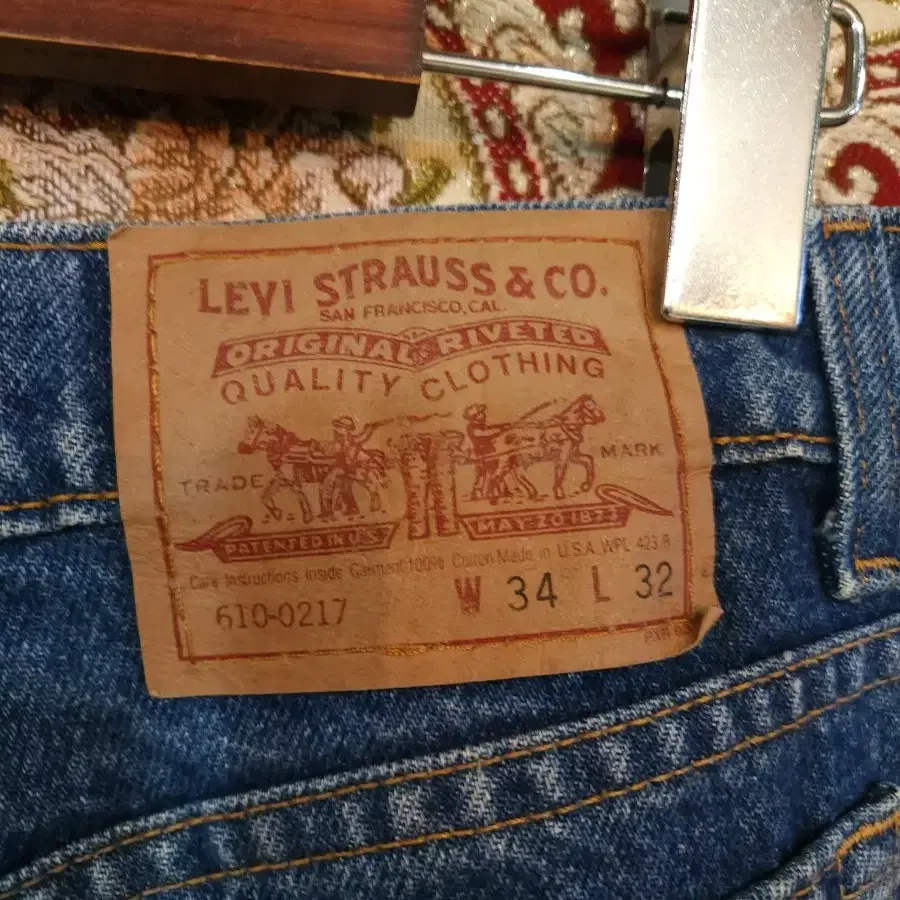 LEVI STRAUSS & CO.
SAN FRANCISCO, CAL.
ORIGINAL RIVETED
QUALITY CLOTHING
TRADE MARK
PATENTED IN U.S. MAY 20 1873
Care Instructions Inside Garment 100% Cotton Made in U.S.A. WPL 423
610-0217 W 34 L 32